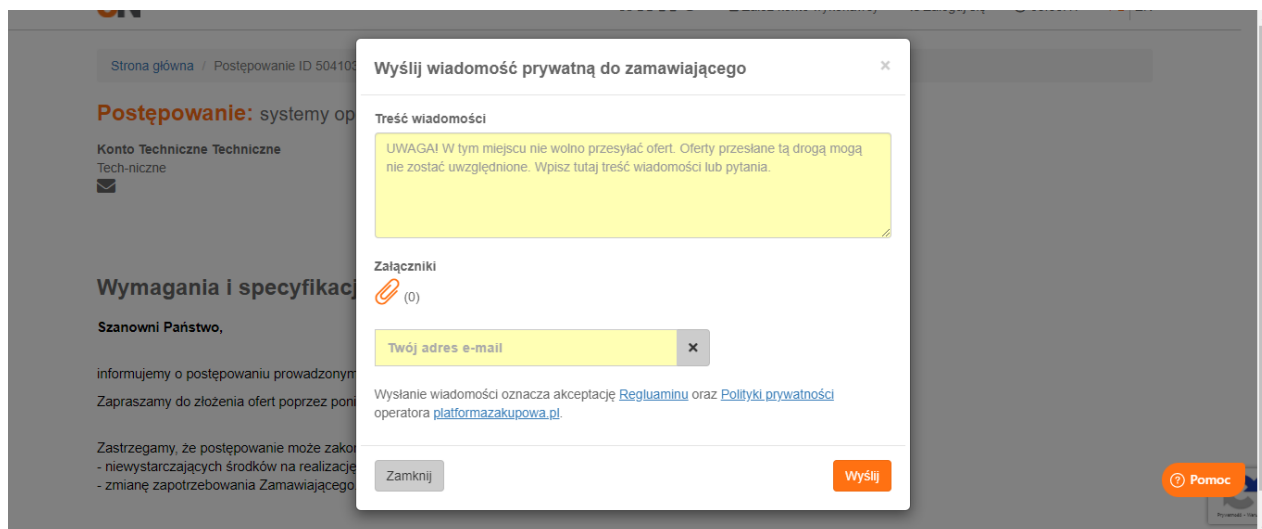 ON
Strona główna / Postępowanie ID 504103
Postępowanie: systemy op
Konto Techniczne Techniczne
Tech-niczne
Wymagania i specyfikacj
Szanowni Państwo,
informujemy o postępowaniu prowadzonym
Zapraszamy do złożenia ofert poprzez poni
Zastrzegamy, że postępowanie może zakoń
- niewystarczających środków na realizację
- zmianę zapotrzebowania Zamawiającego
Wyślij wiadomość prywatną do zamawiającego ×
Treść wiadomości
UWAGA! W tym miejscu nie wolno przesyłać ofert. Oferty przesłane tą drogą mogą
nie zostać uwzględnione. Wpisz tutaj treść wiadomości lub pytania.
Załączniki
(0)
Twój adres e-mail ×
Wysłanie wiadomości oznacza akceptację Regluaminu oraz Polityki prywatności
operatora platformazakupowa.pl.
Zamknij
Wyślij
Pomoc